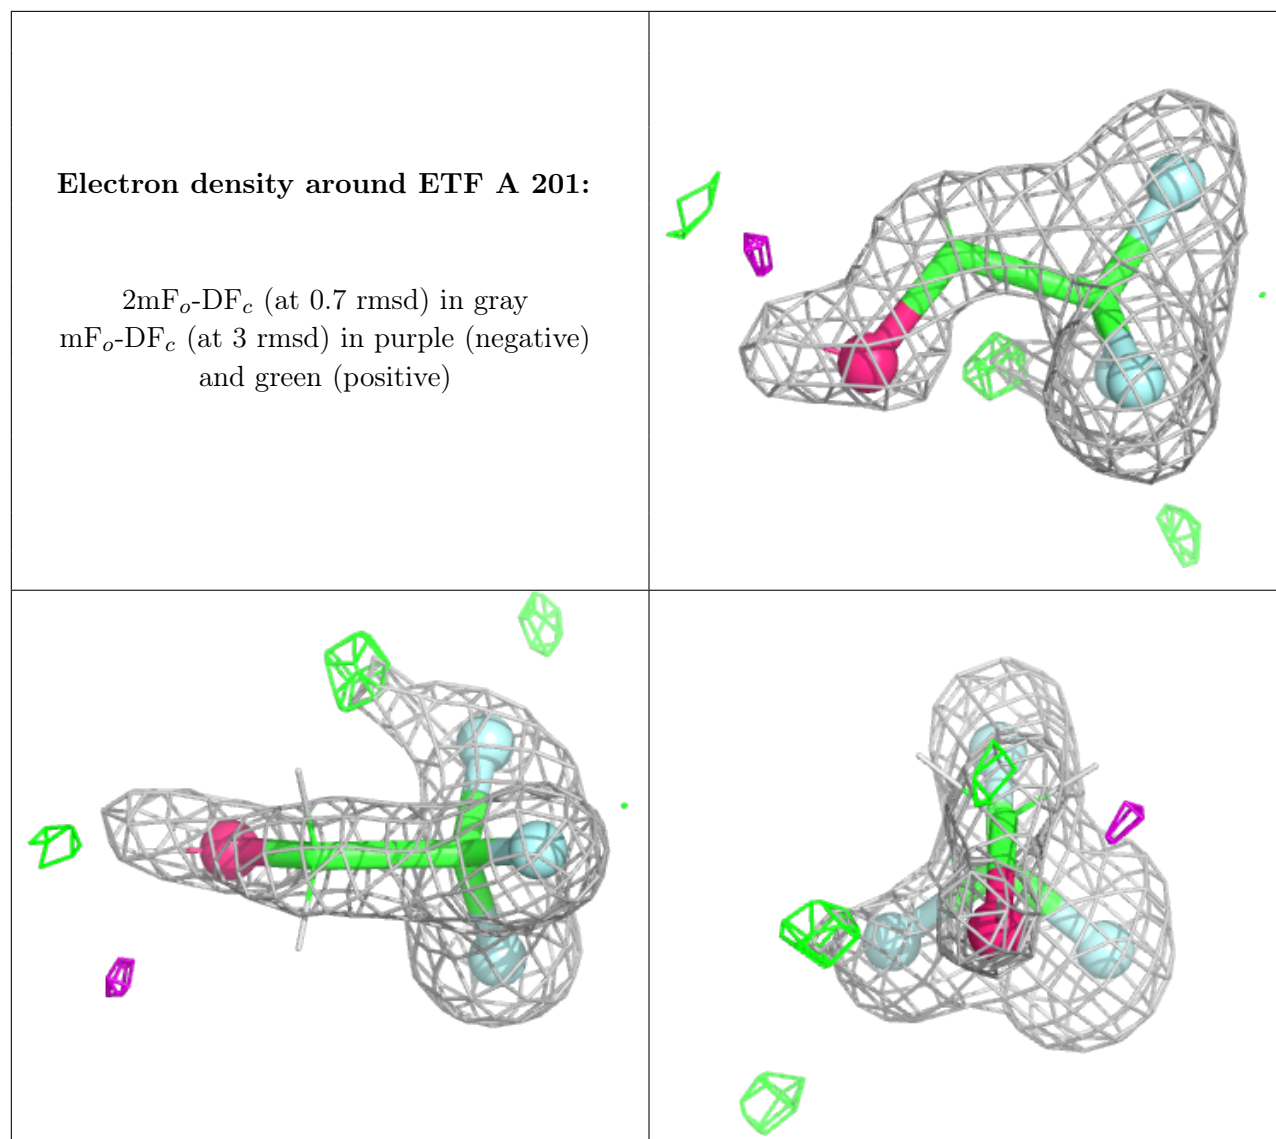 Electron density around ETF A 201:
2mFo-DFc (at 0.7 rmsd) in gray
mFo-DFc (at 3 rmsd) in purple (negative)
and green (positive)